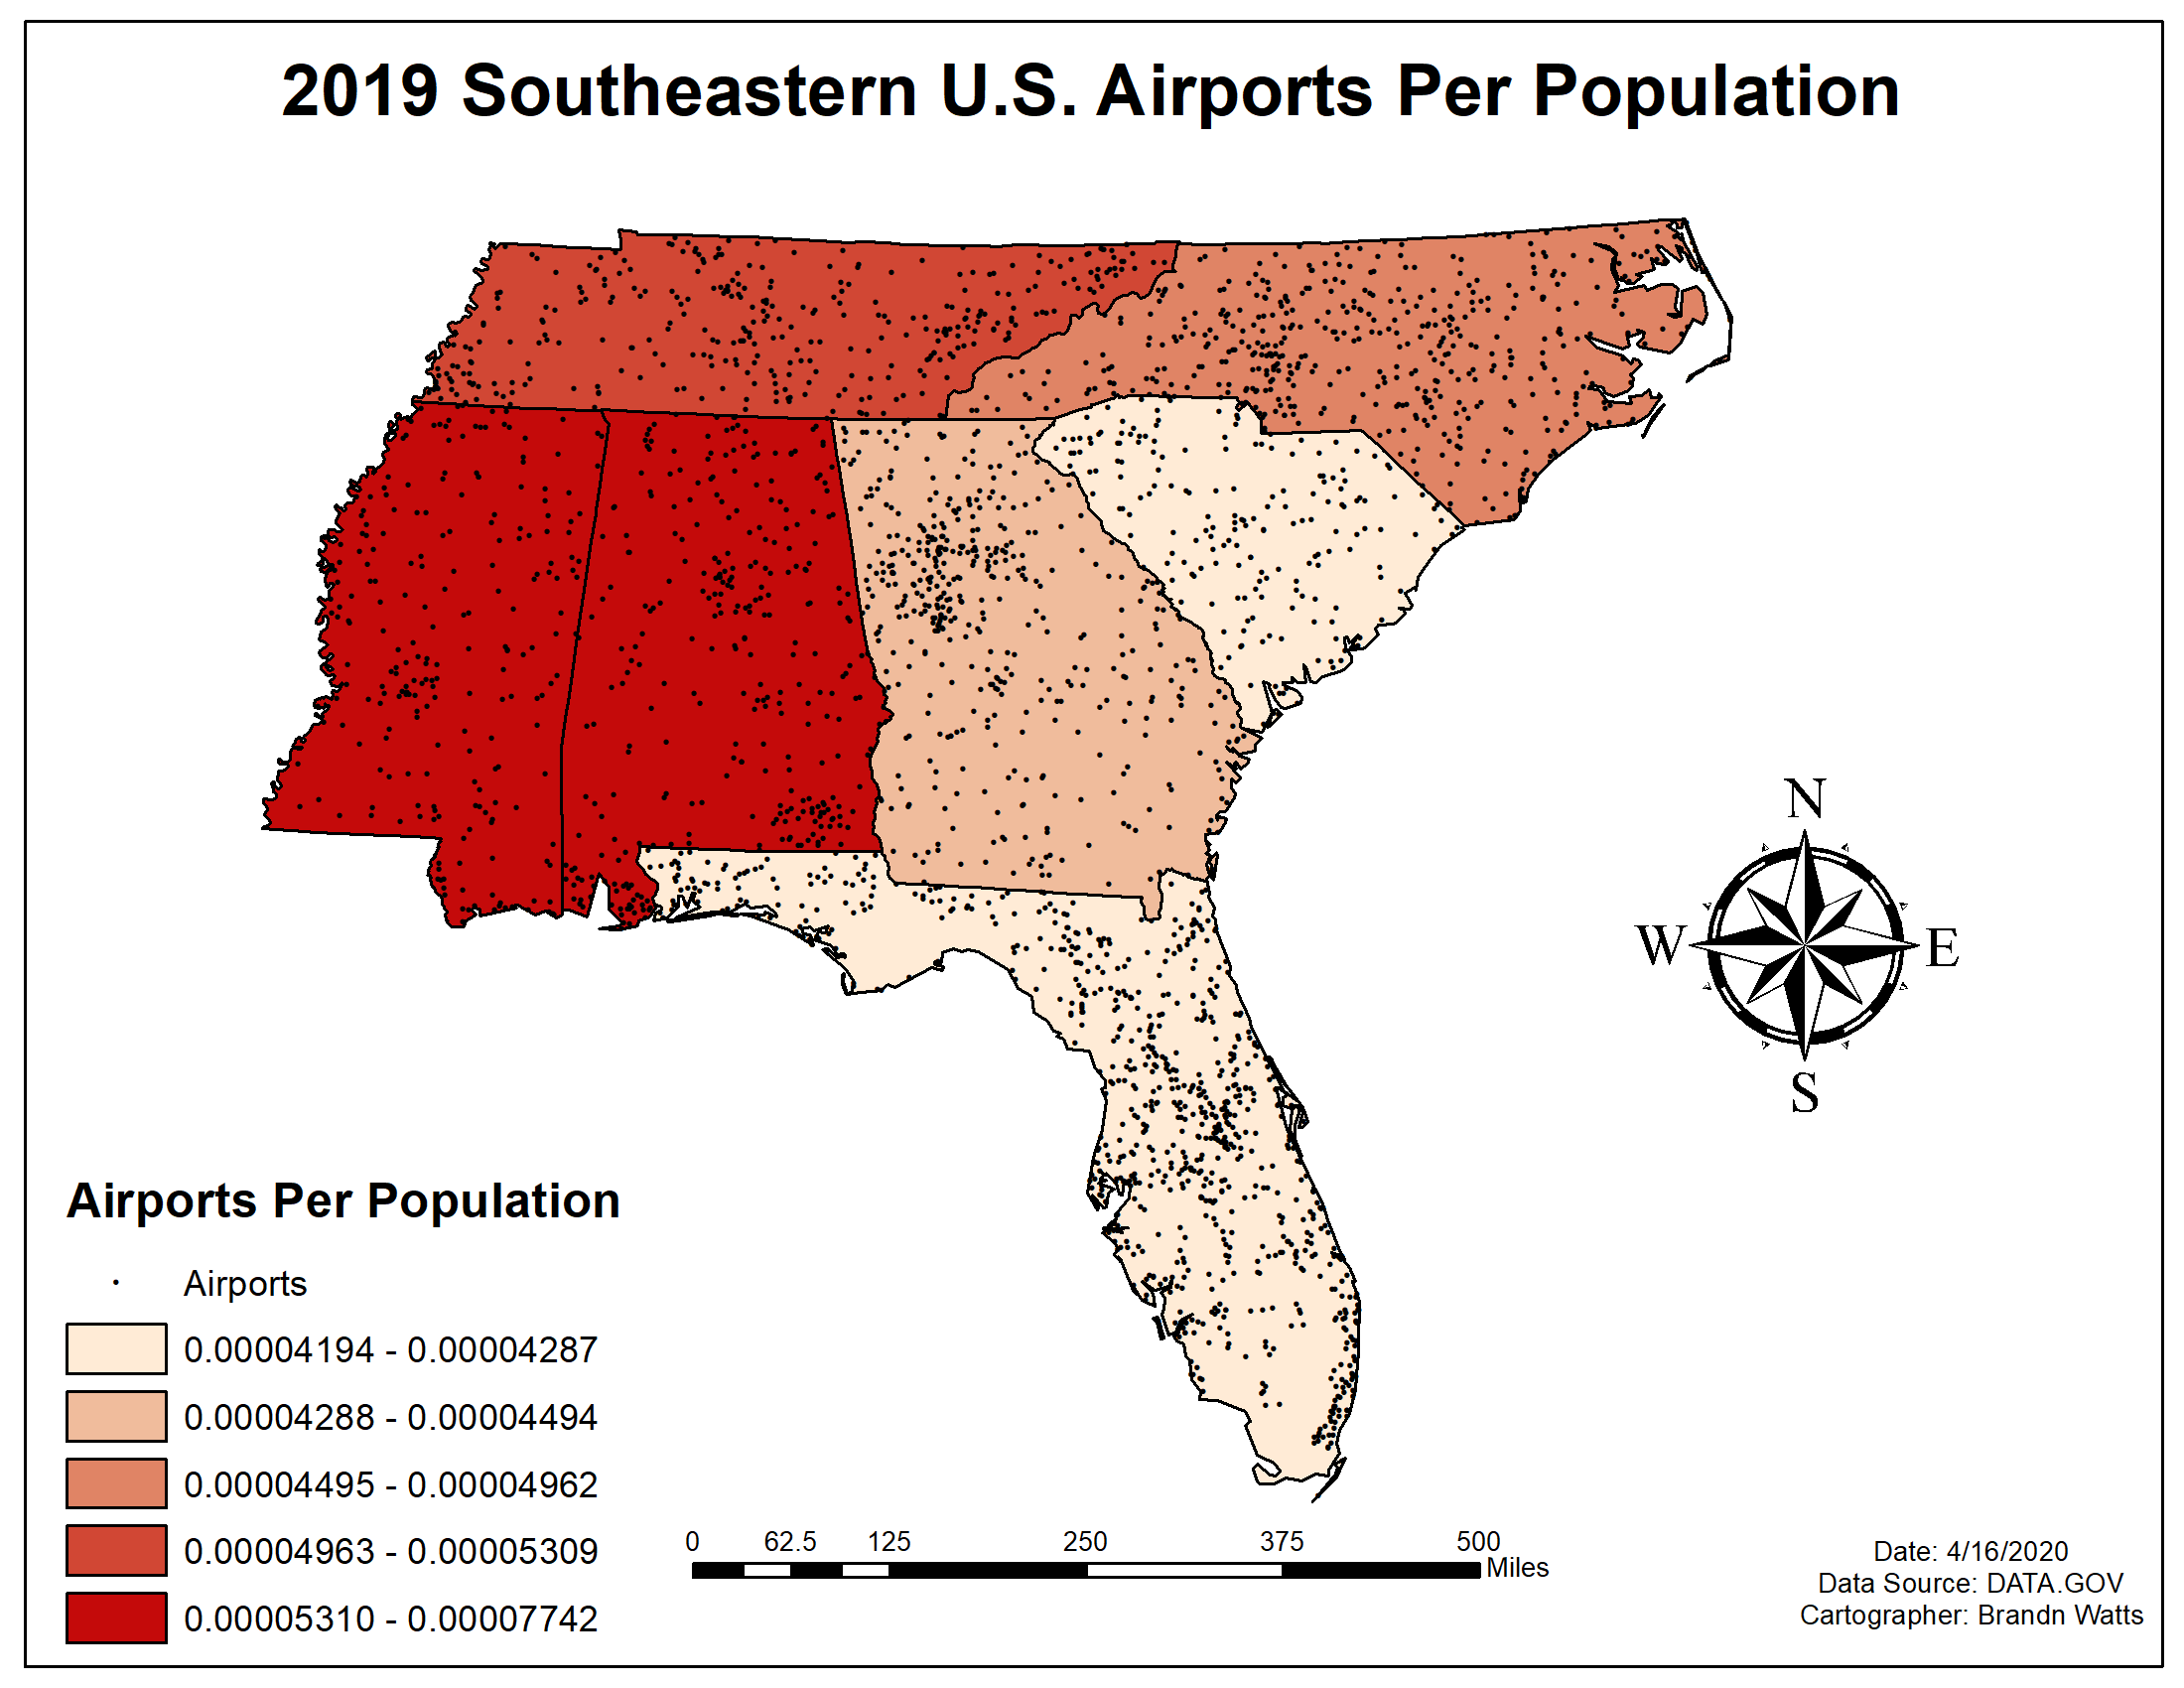 2019 Southeastern U.S. Airports Per Population
N
W
E
S
Airports Per Population
Airports
0.00004194 - 0.00004287
0.00004288 - 0.00004494
0.00004495 - 0.00004962
0.00004963 - 0.00005309
0.00005310 - 0.00007742
0 62.5 125 250 375 500
Miles
Date: 4/16/2020
Data Source: DATA.GOV
Cartographer: Brandn Watts